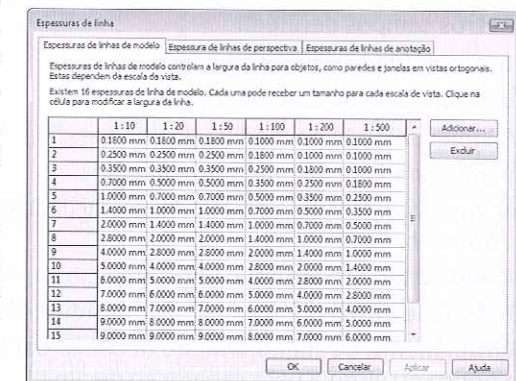 Espessuras de linha
Espessuras de linhas de modelo Espessura de linhas de perspectiva Espessuras de linhas de anotação
Espessuras de linhas de modelo controlam a largura da linha para objetos, como paredes e janelas em vistas ortogonais.
Estas dependem da escala da vista.
Existem 16 espessuras de linha de modelo. Cada uma pode receber um tamanho para cada escala de vista. Clique na
célula para modificar a largura da linha.
1 : 10 1 : 20 1 : 50 1 : 100 1 : 200 1 : 500 Adicionar...
1 0.1800 mm 0.1800 mm 0.1800 mm 0.1000 mm 0.1000 mm 0.1000 mm
Excluir
2 0.2500 mm 0.2500 mm 0.2500 mm 0.1800 mm 0.1000 mm 0.1000 mm
3 0.3500 mm 0.3500 mm 0.3500 mm 0.2500 mm 0.1800 mm 0.1000 mm
4 0.7000 mm 0.5000 mm 0.5000 mm 0.3500 mm 0.2500 mm 0.1800 mm
5 1.0000 mm 0.7000 mm 0.7000 mm 0.5000 mm 0.3500 mm 0.2500 mm
6 1.4000 mm 1.0000 mm 1.0000 mm 0.7000 mm 0.5000 mm 0.3500 mm
7 2.0000 mm 1.4000 mm 1.4000 mm 1.0000 mm 0.7000 mm 0.5000 mm
8 2.8000 mm 2.0000 mm 2.0000 mm 1.4000 mm 1.0000 mm 0.7000 mm
9 4.0000 mm 2.8000 mm 2.8000 mm 2.0000 mm 1.4000 mm 1.0000 mm
10 5.0000 mm 4.0000 mm 4.0000 mm 2.8000 mm 2.0000 mm 1.4000 mm
11 6.0000 mm 5.0000 mm 5.0000 mm 4.0000 mm 2.8000 mm 2.0000 mm
12 7.0000 mm 6.0000 mm 6.0000 mm 5.0000 mm 4.0000 mm 2.8000 mm
13 8.0000 mm 7.0000 mm 7.0000 mm 6.0000 mm 5.0000 mm 4.0000 mm
14 9.0000 mm 8.0000 mm 8.0000 mm 7.0000 mm 6.0000 mm 5.0000 mm
15 9.0000 mm 9.0000 mm 9.0000 mm 8.0000 mm 7.0000 mm 6.0000 mm
OK Cancelar Aplicar Ajuda